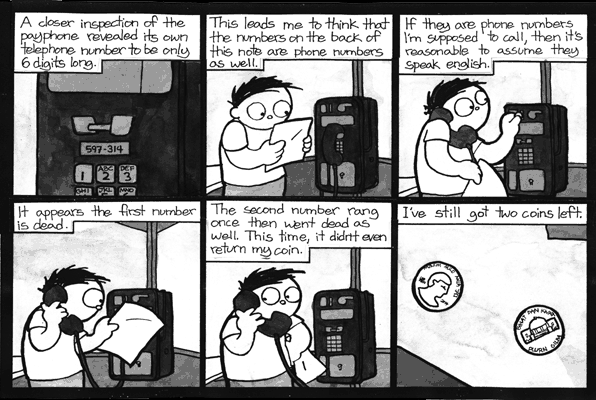 A closer inspection of the
payphone revealed its own
telephone number to be only
6 digits long.
597-314
1
ABC
2
DEF
3
GHI
JKL
MNO
This leads me to think that
the numbers on the back of
this note are phone numbers
as well.
If they are phone numbers
I'm supposed to call, then it's
reasonable to assume they
speak english.
It appears the first number
is dead.
The second number rang
once then went dead as
well. This time, it didn't even
return my coin.
I've still got two coins left.